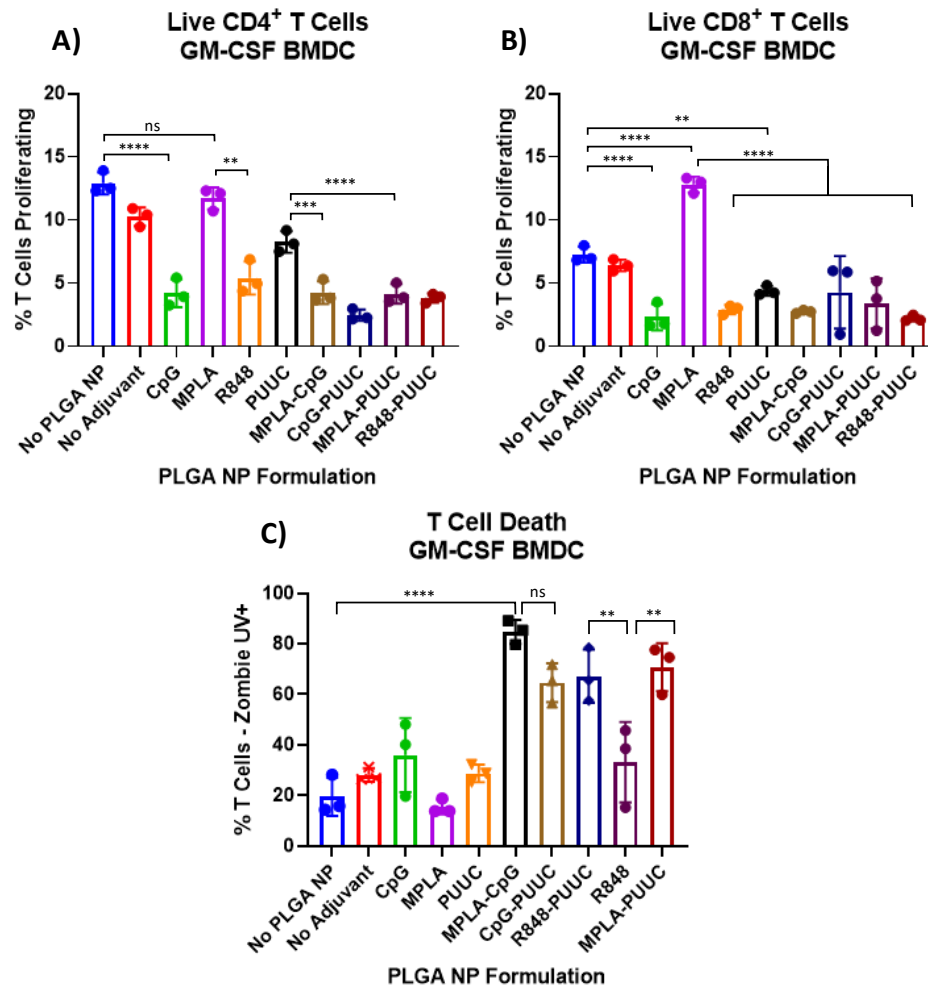 A)
Live CD4+ T Cells
GM-CSF BMDC
% T Cells Proliferating
20
15
10
5
0
ns
****
**
****
***
No PLGA NP
No Adjuvant
CpG
MPLA
R848
PUUC
MPLA-CpG
CpG-PUUC
MPLA-PUUC
R848-PUUC
PLGA NP Formulation
B)
Live CD8+ T Cells
GM-CSF BMDC
% T Cells Proliferating
20
15
10
5
0
**
****
****
****
No PLGA NP
No Adjuvant
CpG
MPLA
R848
PUUC
MPLA-CpG
CpG-PUUC
MPLA-PUUC
R848-PUUC
PLGA NP Formulation
C)
T Cell Death
GM-CSF BMDC
% T Cells - Zombie UV+
100
80
60
40
20
0
****
ns
**
**
No PLGA NP
No Adjuvant
CpG
MPLA
PUUC
MPLA-CpG
CpG-PUUC
R848-PUUC
R848
MPLA-PUUC
PLGA NP Formulation